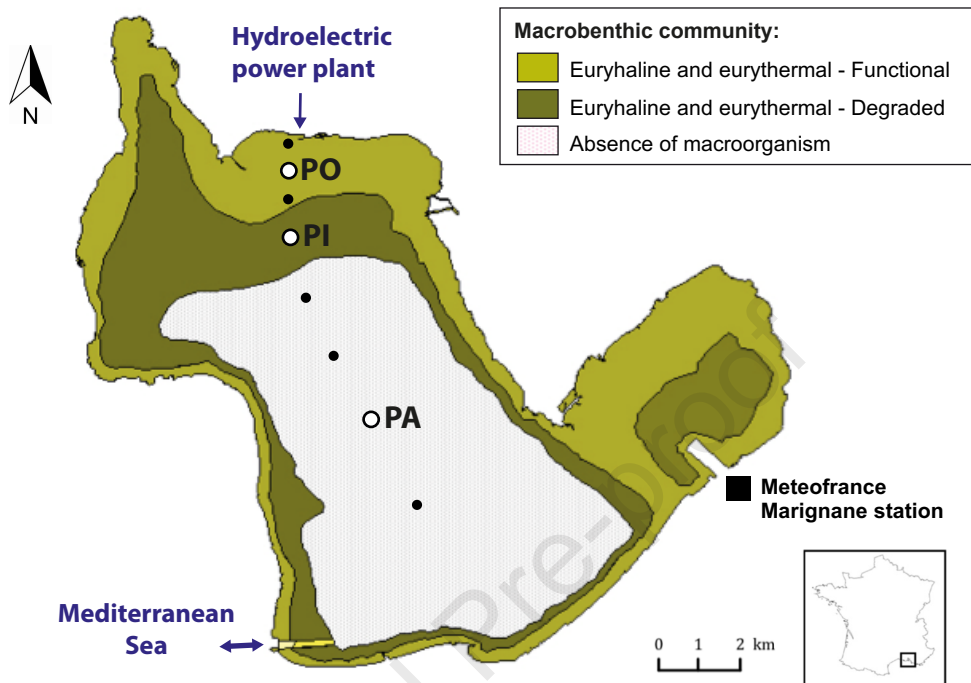 Hydroelectric
power plant
N
Macrobenthic community:
Euryhaline and eurythermal - Functional
Euryhaline and eurythermal - Degraded
Absence of macroorganism
PO
PI
PA
Meteofrance
Marignane station
Mediterranean
Sea
0 1 2 km
Pre-proof